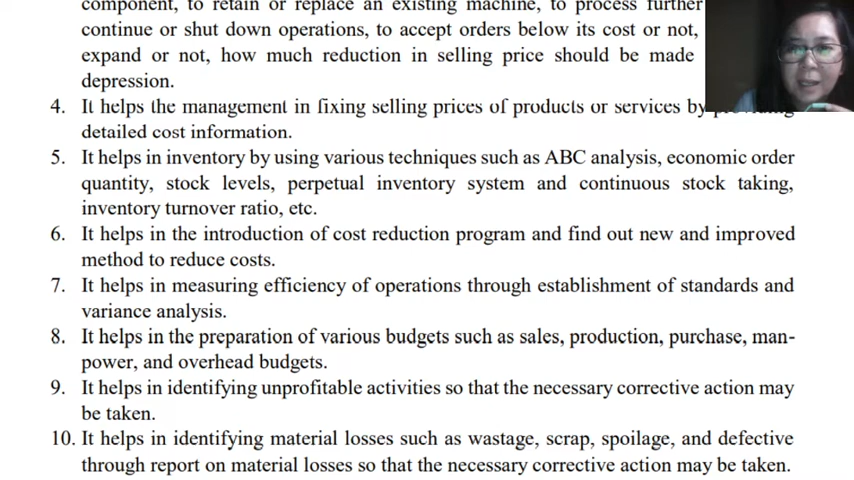 component, to retain or replace an existing machine, to process further
continue or shut down operations, to accept orders below its cost or not,
expand or not, how much reduction in selling price should be made
depression.
4. It helps the management in fixing selling prices of products or services by
detailed cost information.
5. It helps in inventory by using various techniques such as ABC analysis, economic order
quantity, stock levels, perpetual inventory system and continuous stock taking,
inventory turnover ratio, etc.
6. It helps in the introduction of cost reduction program and find out new and improved
method to reduce costs.
7. It helps in measuring efficiency of operations through establishment of standards and
variance analysis.
8. It helps in the preparation of various budgets such as sales, production, purchase, man-
power, and overhead budgets.
9. It helps in identifying unprofitable activities so that the necessary corrective action may
be taken.
10. It helps in identifying material losses such as wastage, scrap, spoilage, and defective
through report on material losses so that the necessary corrective action may be taken.